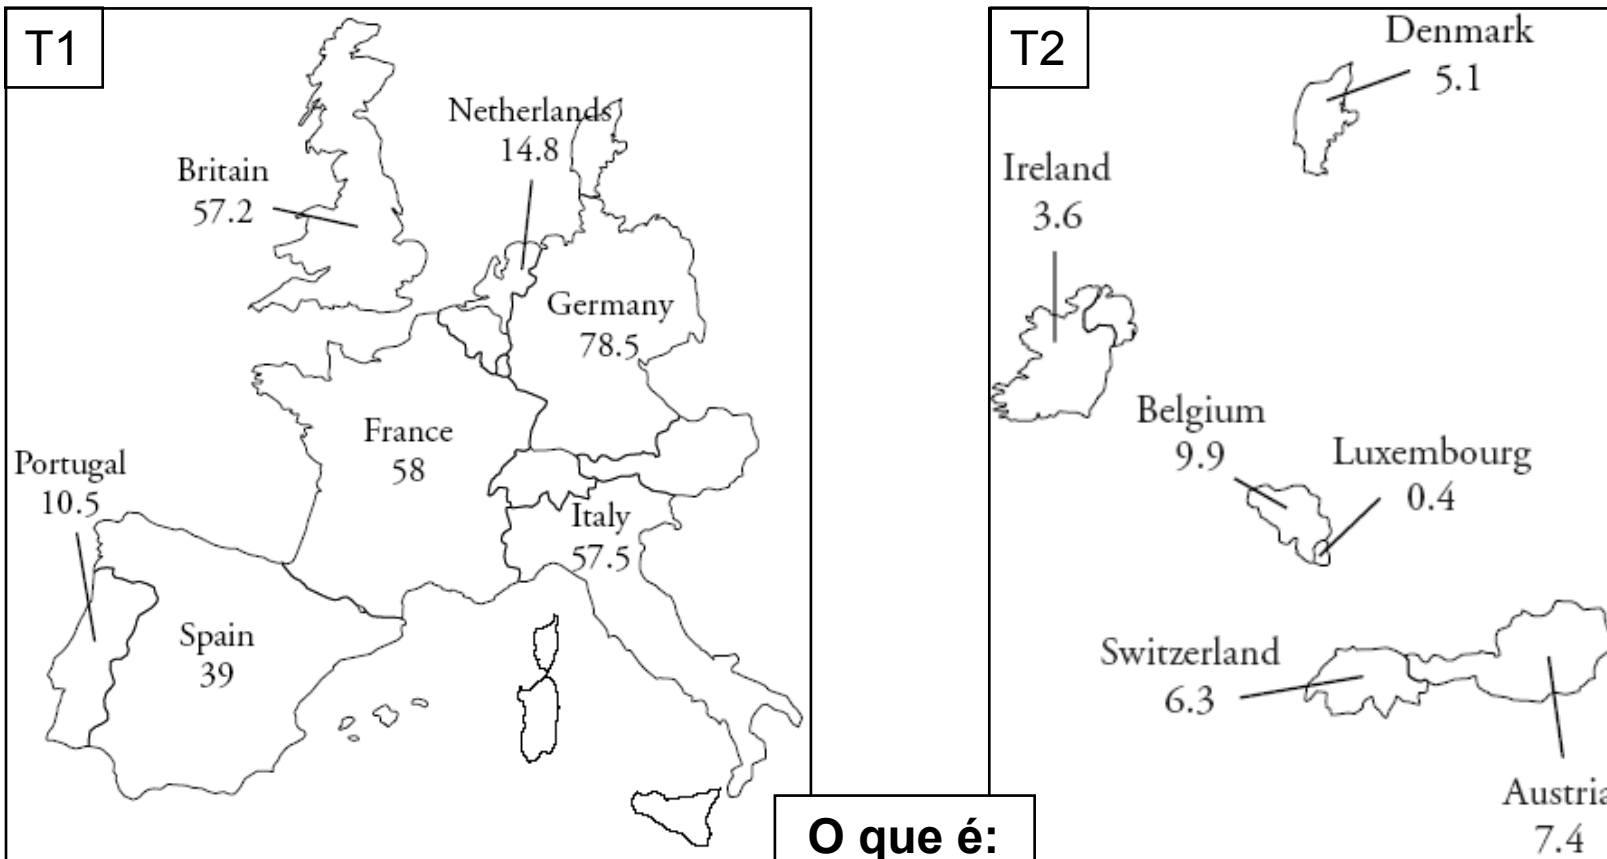 T1
Netherlands
14.8
Britain
57.2
Germany
78.5
France
58
Portugal
10.5
Italy
57.5
Spain
39
T2
Denmark
5.1
Ireland
3.6
Belgium
9.9
Luxembourg
0.4
Switzerland
6.3
Austria
7.4
O que é: